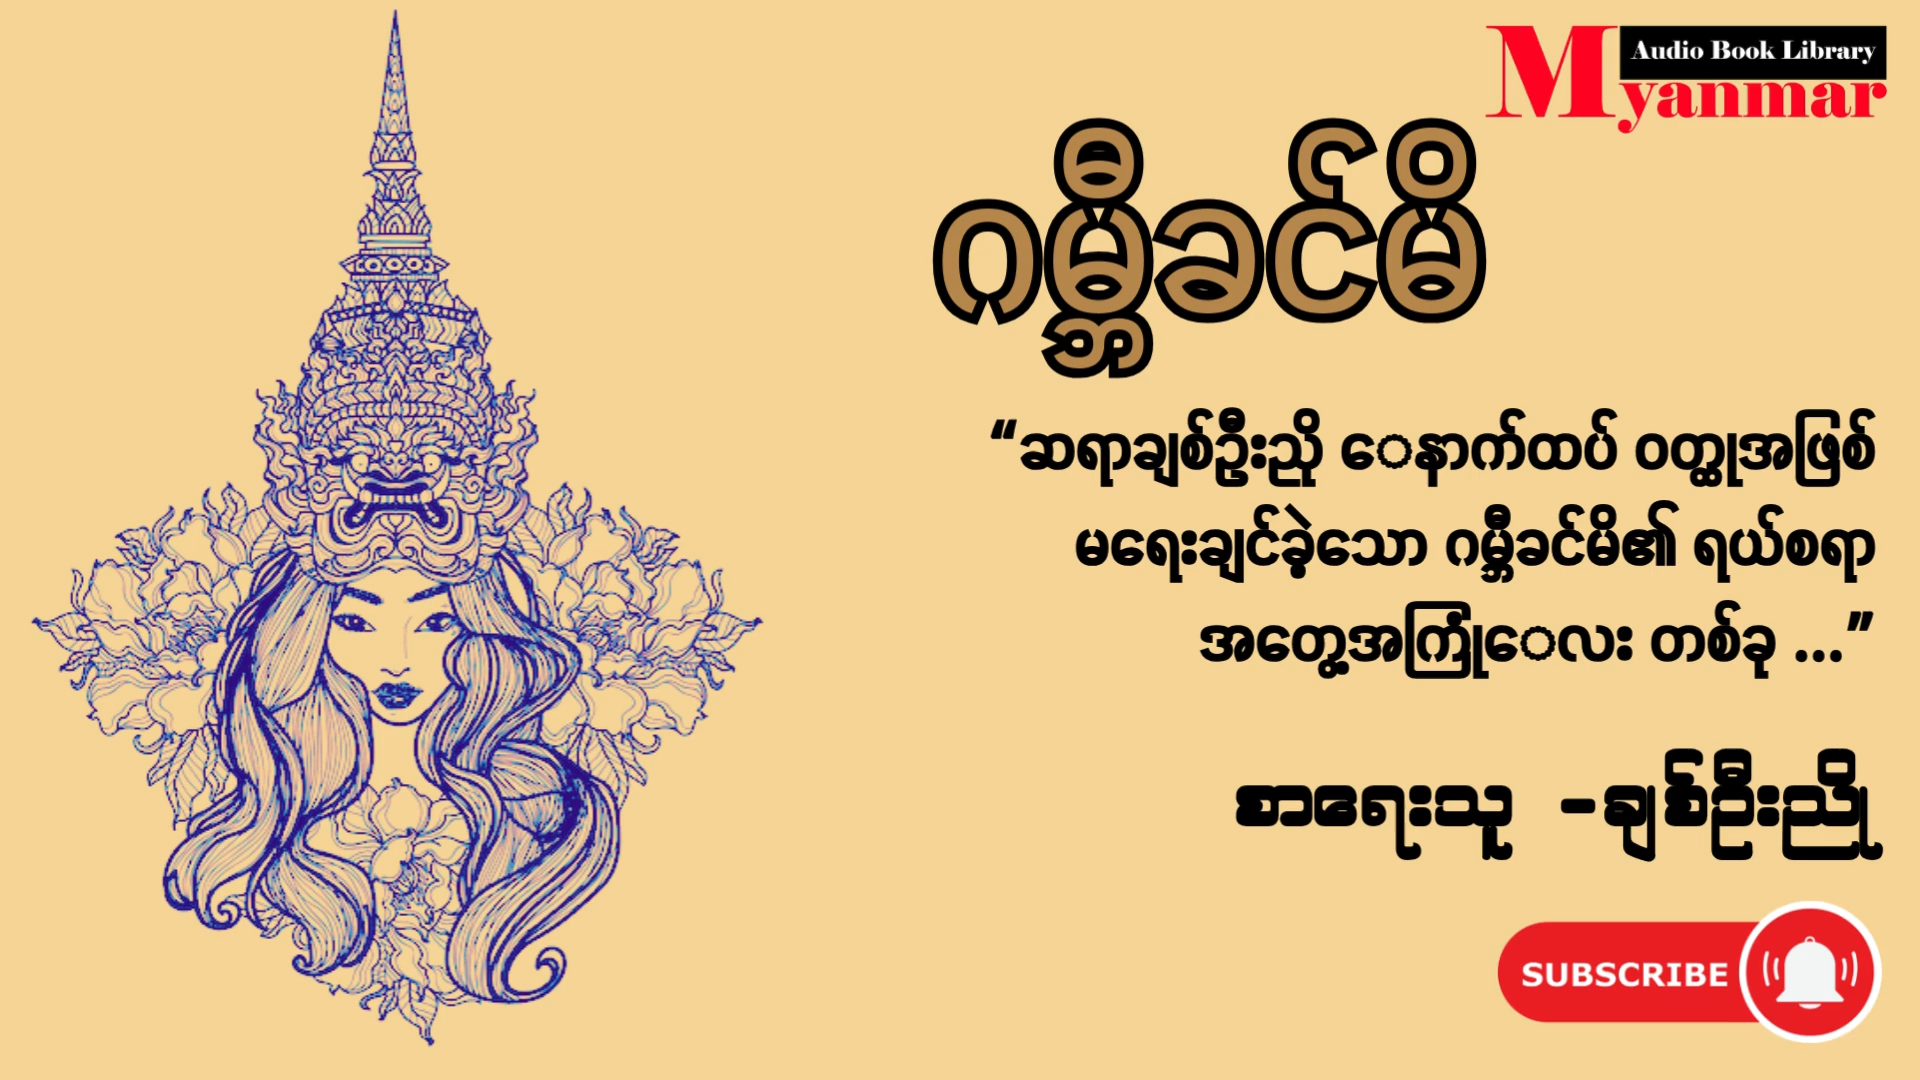 Audio Book Library
Myanmar
ဂမ္ဘီခင်မိ
“ဆရာချစ်ဦးညို ေနာက်ထပ် ဝတ္ထုအဖြစ်
မရေးချင်ခဲ့သော ဂမ္ဘီခင်မိ၏ ရယ်စရာ
အတွေ့အကြုံေလး တစ်ခု ...”
စာရေးသူ -ချစ်ဦးညို
SUBSCRIBE